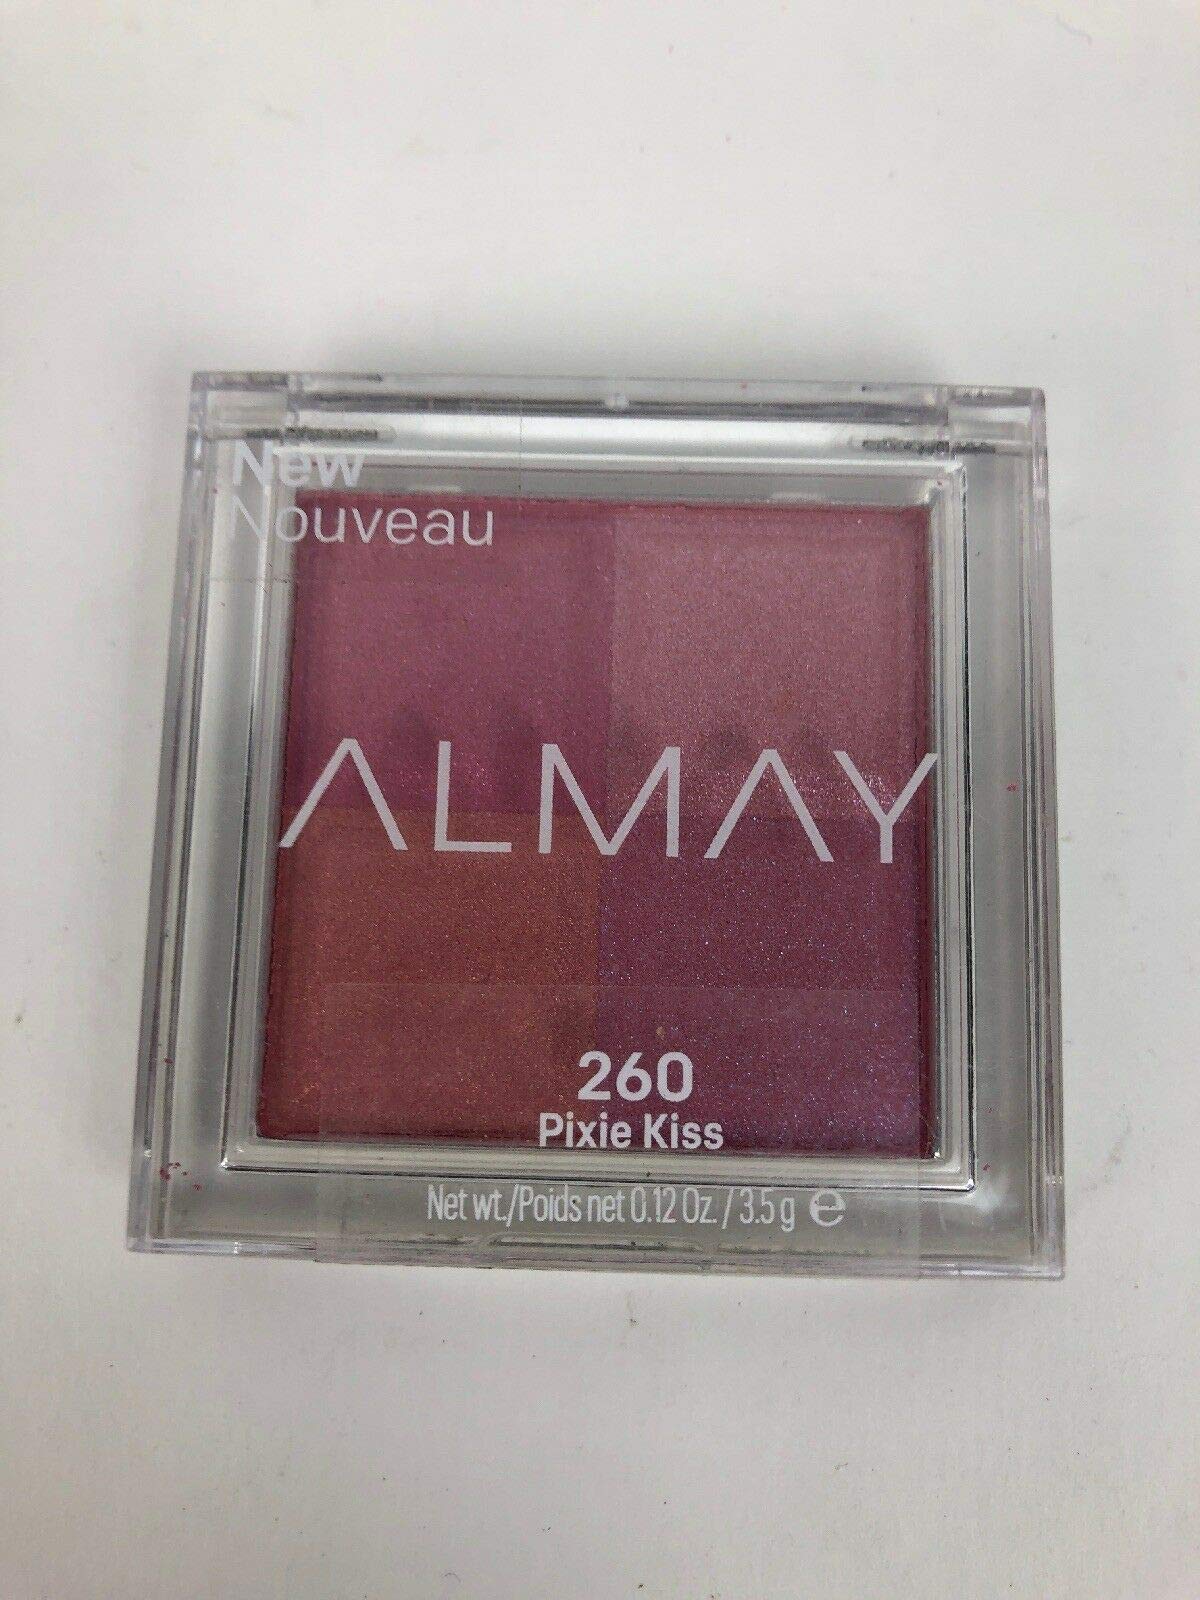 New
Nouveau
ALMAY
260
Pixie Kiss
Net wt./Poids net 0.12 Oz. / 3.5 g ℮